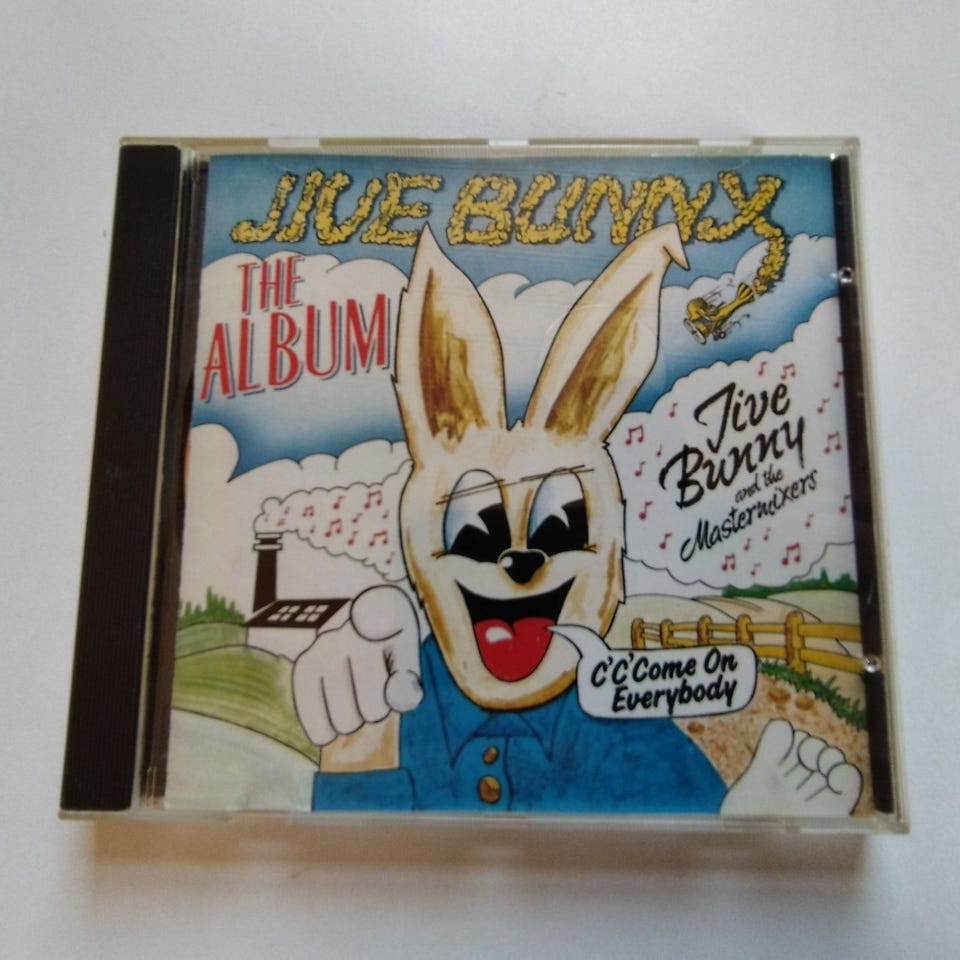 JIVE BUNNY
THE
ALBUM
Jive
Bunny
and the
Mastermixers
C'C'Come On
Everybody